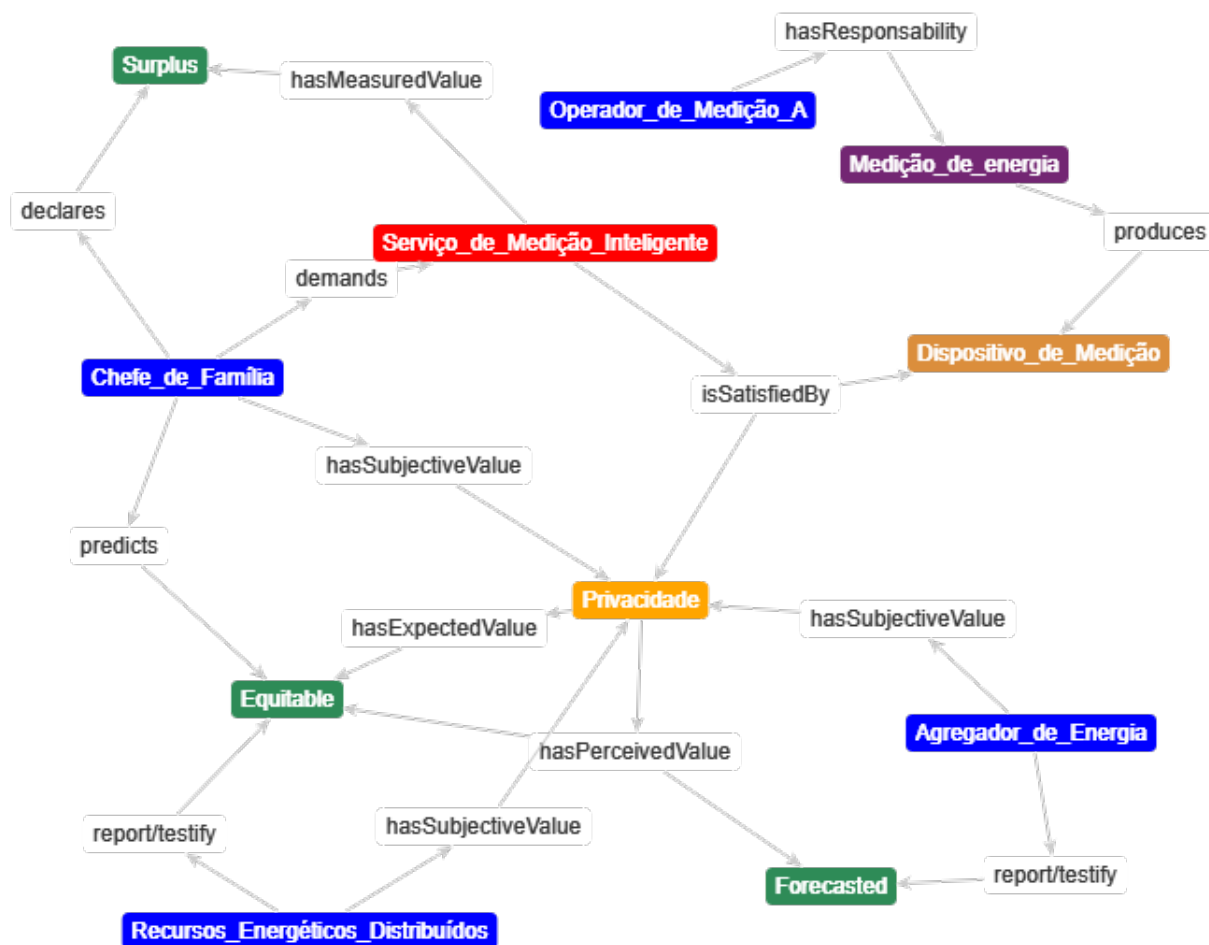 hasResponsability
Surplus
hasMeasuredValue
Operador_de_Medição_A
Medição_de_energia
declares
produces
Serviço_de_Medição_Inteligente
demands
Dispositivo_de_Medição
Chefe_de_Família
isSatisfiedBy
hasSubjectiveValue
predicts
Privacidade
hasSubjectiveValue
hasExpectedValue
Equitable
Agregador_de_Energia
hasPerceivedValue
hasSubjectiveValue
report/testify
report/testify
Forecasted
Recursos_Energéticos_Distribuídos